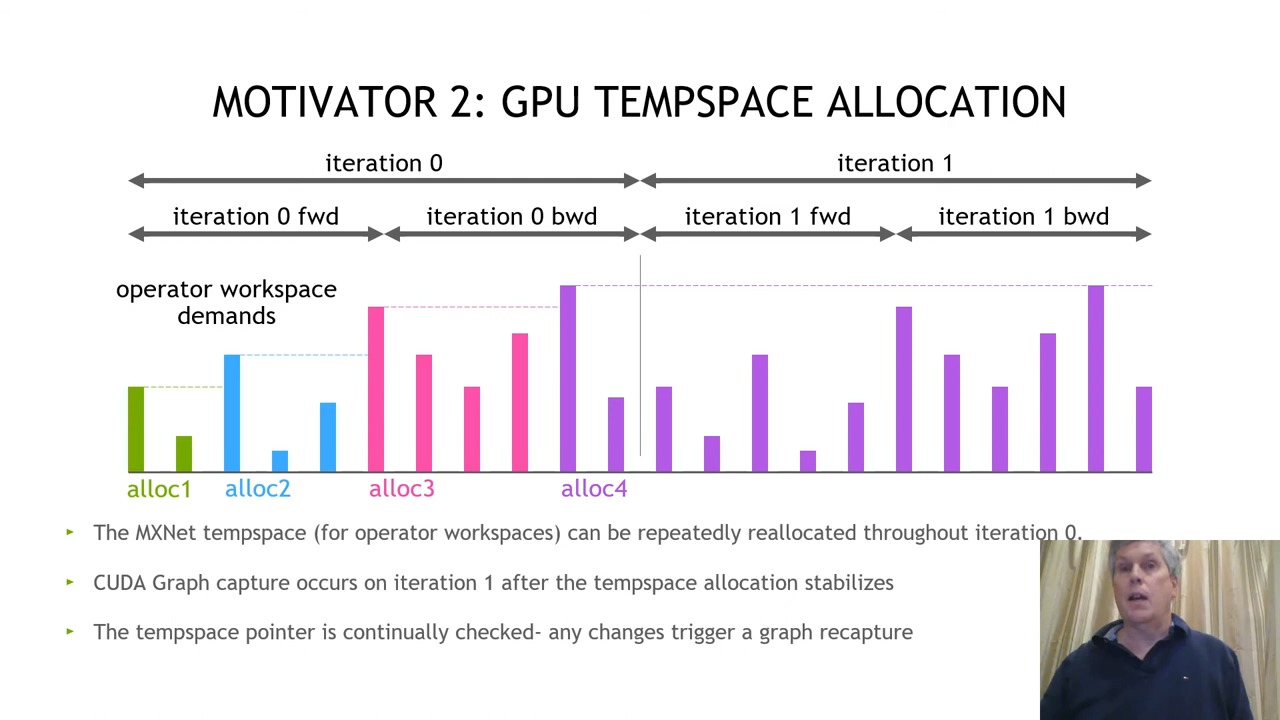 MOTIVATOR 2: GPU TEMPSPACE ALLOCATION
iteration 0
iteration 1
iteration 0 fwd
iteration 0 bwd
iteration 1 fwd
iteration 1 bwd
operator workspace
demands
alloc1
alloc2
alloc3
alloc4
The MXNet tempspace (for operator workspaces) can be repeatedly reallocated throughout iteration 0.
CUDA Graph capture occurs on iteration 1 after the tempspace allocation stabilizes
The tempspace pointer is continually checked- any changes trigger a graph recapture